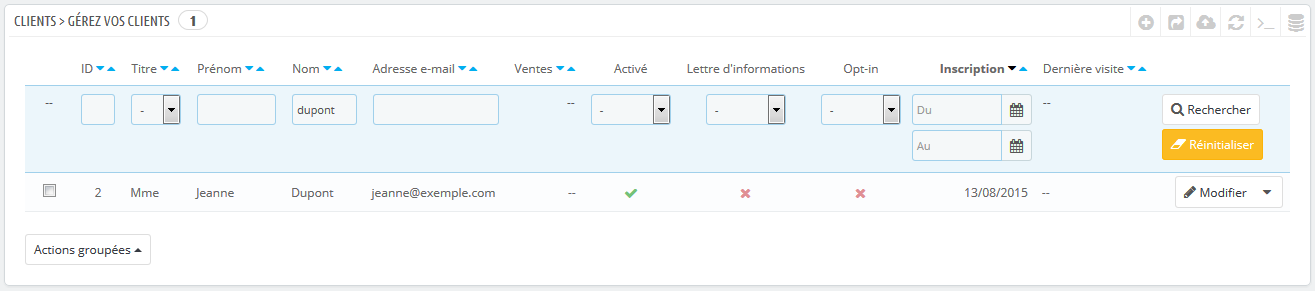 CLIENTS > GÉREZ VOS CLIENTS 1
ID Titre Prénom Nom Adresse e-mail Ventes Activé Lettre d'informations Opt-in Inscription Dernière visite
-- - dupont -- - - - Du -- Rechercher
Au Réinitialiser
2 Mme Jeanne Dupont jeanne@exemple.com -- 13/08/2015 -- Modifier
Actions groupées